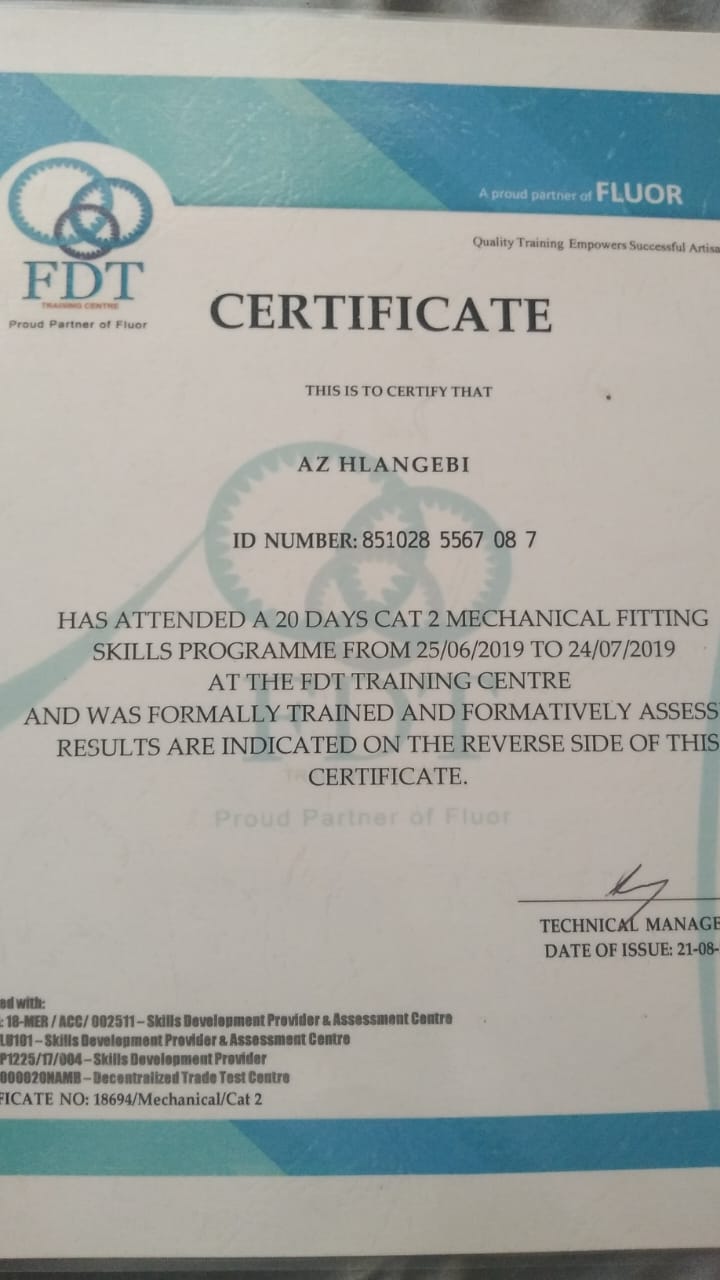 A proud partner of FLUOR
Quality Training Empowers Successful Artisa
FDT
TRAINING CENTRE
Proud Partner of Fluor
CERTIFICATE
THIS IS TO CERTIFY THAT
AZ HLANGEBI
ID NUMBER: 851028 5567 08 7
HAS ATTENDED A 20 DAYS CAT 2 MECHANICAL FITTING
SKILLS PROGRAMME FROM 25/06/2019 TO 24/07/2019
AT THE FDT TRAINING CENTRE
AND WAS FORMALLY TRAINED AND FORMATIVELY ASSESS
RESULTS ARE INDICATED ON THE REVERSE SIDE OF THIS
CERTIFICATE.
FDT
Proud Partner of Fluor
TECHNICAL MANAGE
DATE OF ISSUE: 21-08-
ed with:
: 18-MER / ACC/ 002511 – Skills Development Provider & Assessment Centre
LU101 – Skills Development Provider & Assessment Centre
P1225/17/004 – Skills Development Provider
000020NAMB – Decentralized Trade Test Centre
FICATE NO: 18694/Mechanical/Cat 2